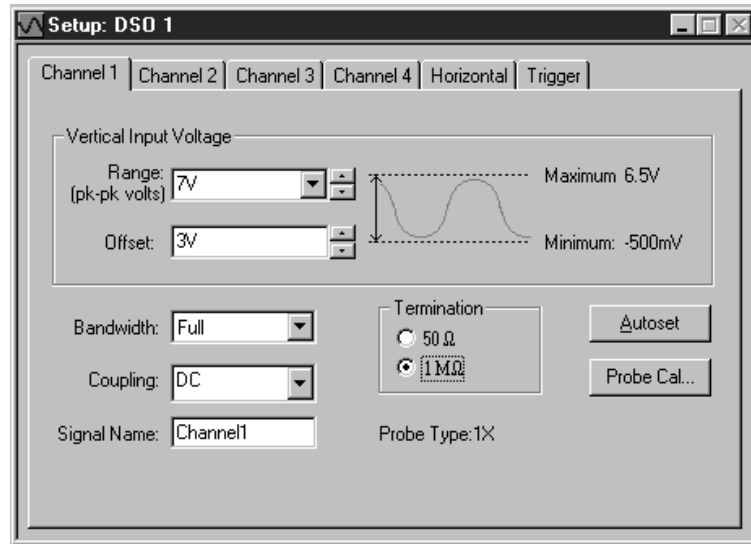 Setup: DSO 1
Channel 1 Channel 2 Channel 3 Channel 4 Horizontal Trigger
Vertical Input Voltage
Range: 7V Maximum 6.5V
(pk-pk volts)
Offset: 3V Minimum: -500mV
Bandwidth: Full Termination Autoset
50 Ω
Coupling: DC 1 MΩ Probe Cal...
Signal Name: Channel1 Probe Type:1X